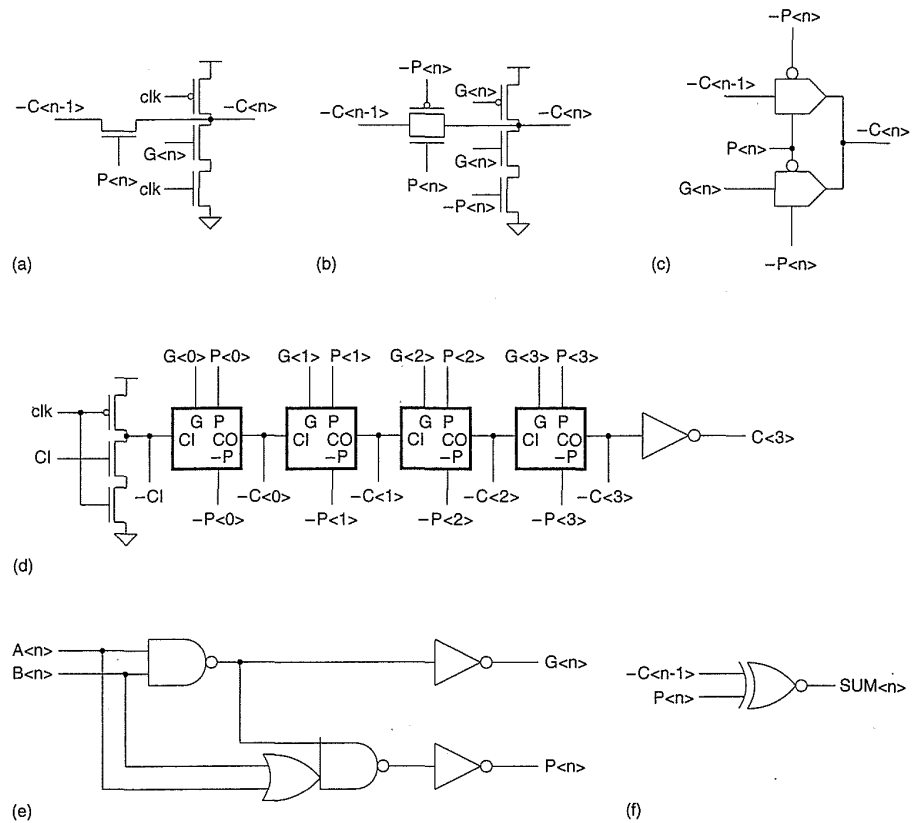 clk
−C<n-1>
−C<n>
G<n>
P<n>
clk
(a)
−P<n>
G<n>
−C<n-1>
−C<n>
G<n>
P<n>
−P<n>
(b)
−P<n>
−C<n-1>
−C<n>
P<n>
G<n>
−P<n>
(c)
G<0> P<0> G<1> P<1> G<2> P<2> G<3> P<3>
clk
G P G P G P G P
CI CO CI CO CI CO CI CO
−P −P −P −P
C<3>
CI
−CI −C<0> −C<1> −C<2> −C<3>
−P<0> −P<1> −P<2> −P<3>
(d)
A<n>
B<n>
G<n>
P<n>
(e)
−C<n-1>
P<n>
SUM<n>
(f)